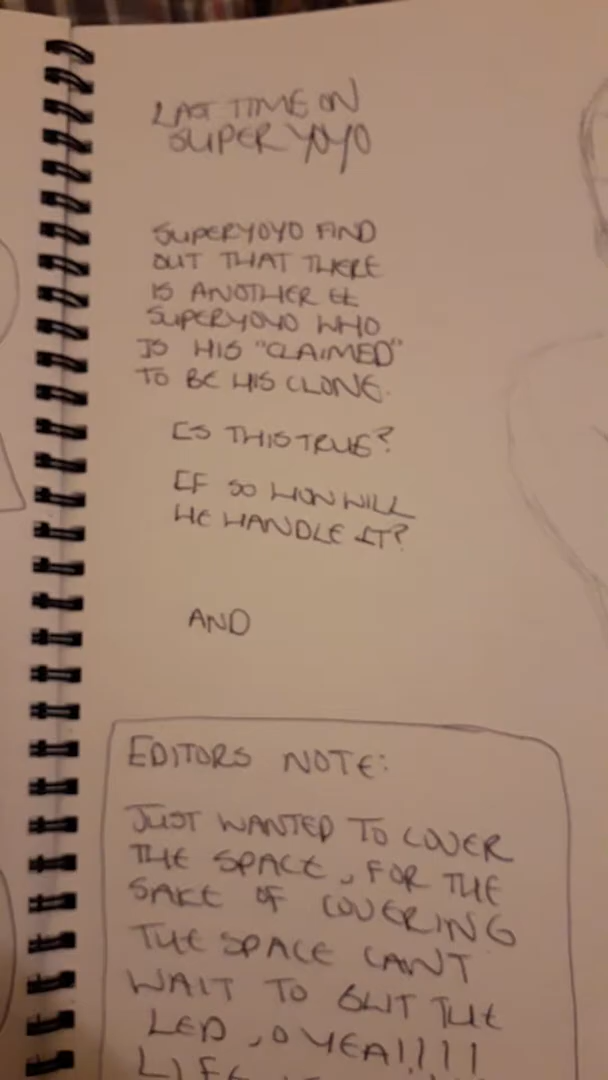 LAST TIME ON
SUPER YOYO
SUPERYOYO FIND
OUT THAT THERE
IS ANOTHER EE
SUPERYOYO WHO
IS HIS "CLAIMED"
TO BE HIS CLONE.
IS THIS TRUE?
IF SO HOW WILL
HE HANDLE IT?
AND
EDITORS NOTE:
JUST WANTED TO COVER
THE SPACE, FOR THE
SAKE OF COVERING
THE SPACE CANT
WAIT TO THE
YEA!!!!